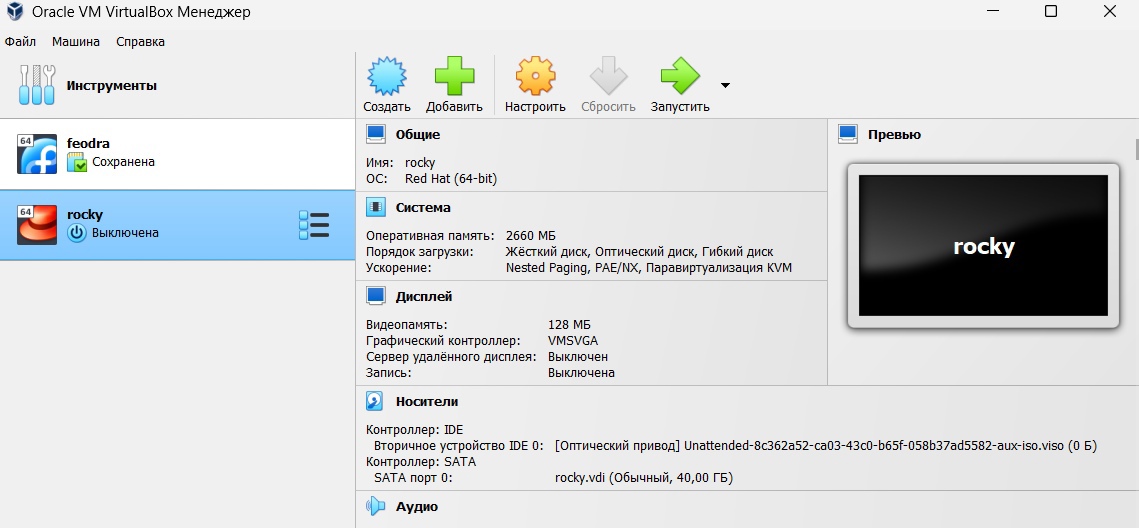 Oracle VM VirtualBox Менеджер
Файл Машина Справка
Инструменты
Создать Добавить Настроить Сбросить Запустить
64
feodra
Сохранена
64
rocky
Выключена
Общие
Имя: rocky
ОС: Red Hat (64-bit)
Система
Оперативная память: 2660 МБ
Порядок загрузки: Жёсткий диск, Оптический диск, Гибкий диск
Ускорение: Nested Paging, PAE/NX, Паравиртуализация KVM
Дисплей
Видеопамять: 128 МБ
Графический контроллер: VMSVGA
Сервер удалённого дисплея: Выключен
Запись: Выключена
Превью
rocky
Носители
Контроллер: IDE
Вторичное устройство IDE 0: [Оптический привод] Unattended-8c362a52-ca03-43c0-b65f-058b37ad5582-aux-iso.viso (0 Б)
Контроллер: SATA
SATA порт 0: rocky.vdi (Обычный, 40,00 ГБ)
Аудио